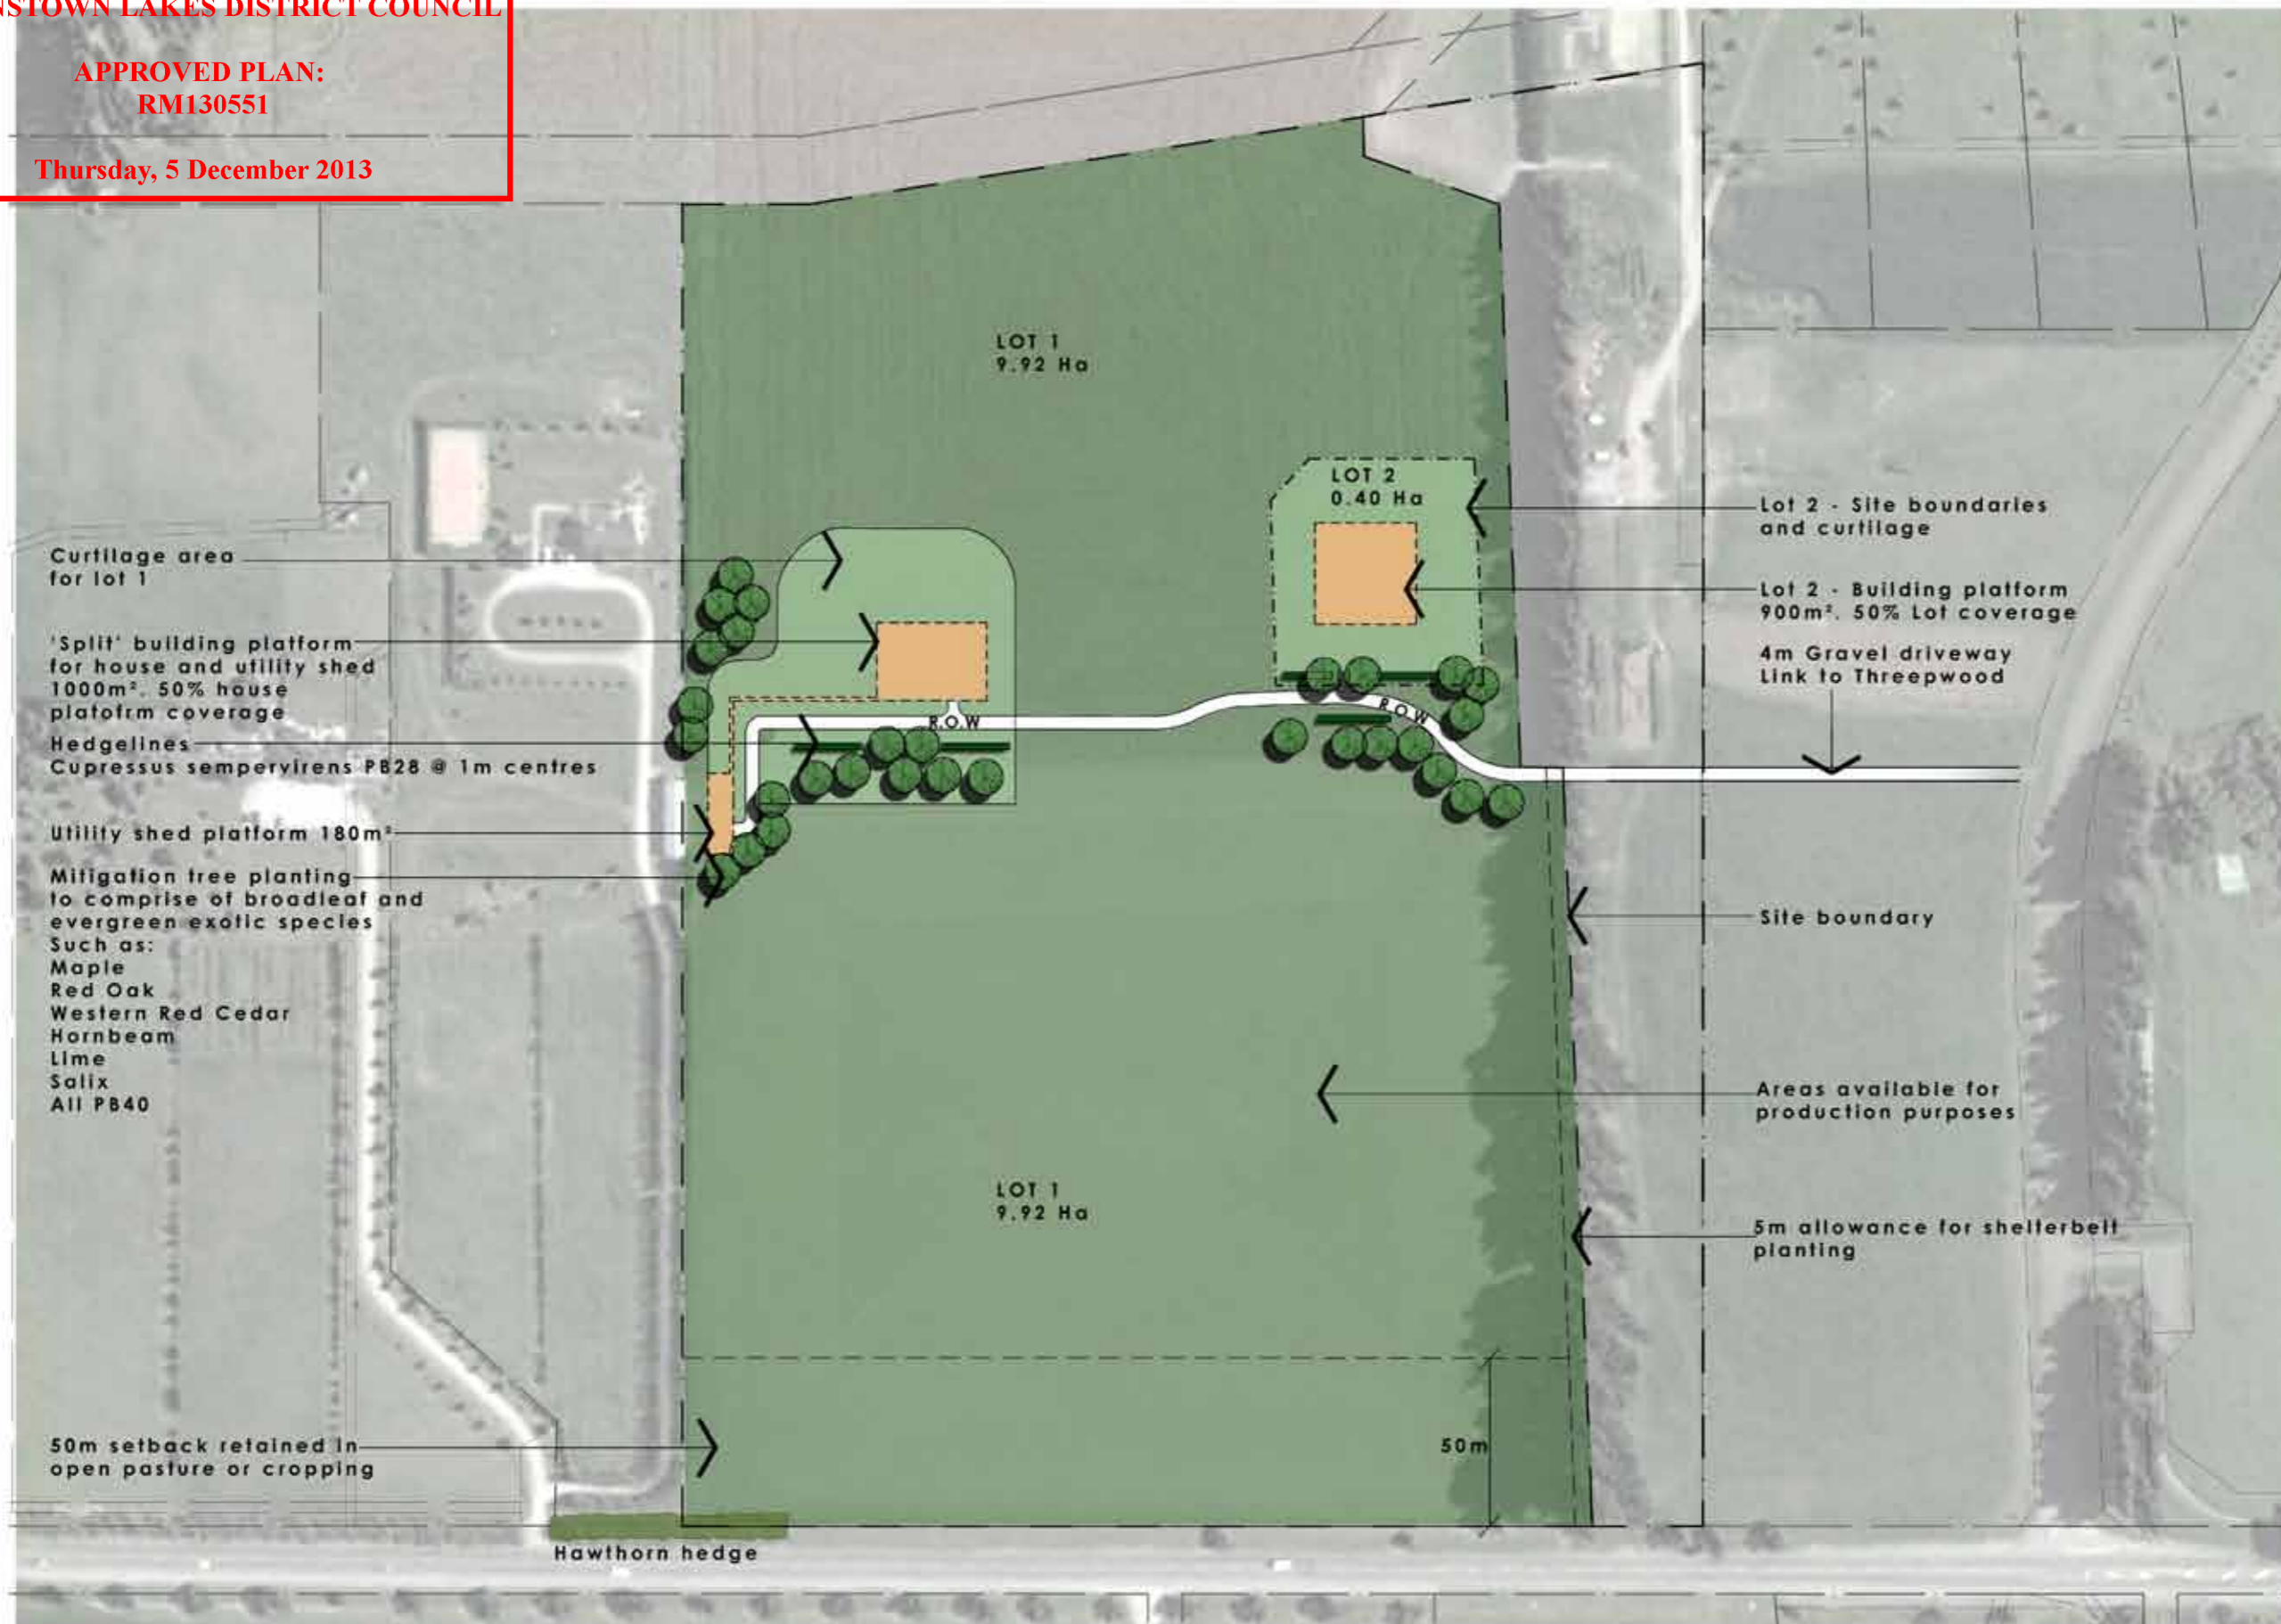 NSTOWN LAKES DISTRICT COUNCIL
APPROVED PLAN:
RM130551
Thursday, 5 December 2013
LOT 1
9.92 Ha
LOT 2
0.40 Ha
Curtilage area
for lot 1
'Split' building platform
for house and utility shed
1000m². 50% house
platofrm coverage
Hedgelines
Cupressus sempervirens PB28 @ 1m centres
Utility shed platform 180m²
Mitigation tree planting
to comprise of broadleaf and
evergreen exotic species
Such as:
Maple
Red Oak
Western Red Cedar
Hornbeam
Lime
Salix
All PB40
50m setback retained in
open pasture or cropping
R.O.W
R O W
Lot 2 - Site boundaries
and curtilage
Lot 2 - Building platform
900m². 50% Lot coverage
4m Gravel driveway
Link to Threepwood
Site boundary
Areas available for
production purposes
5m allowance for shelterbelt
planting
LOT 1
9.92 Ha
50m
Hawthorn hedge